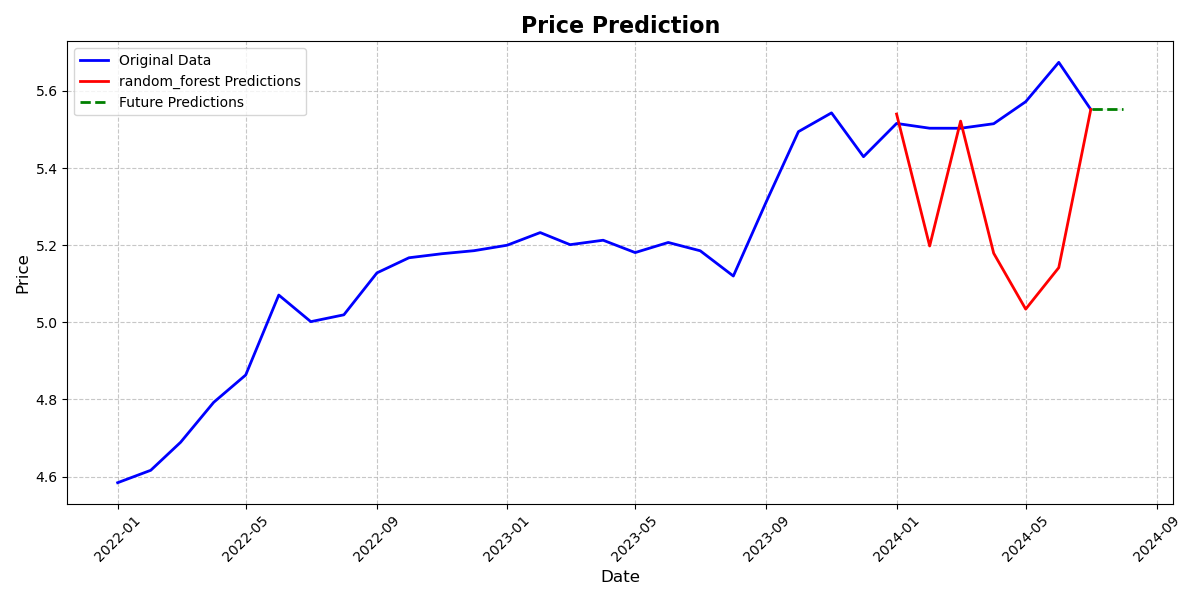 Price Prediction
Original Data
random_forest Predictions
Future Predictions
Price
5.6
5.4
5.2
5.0
4.8
4.6
2022-01
2022-05
2022-09
2023-01
2023-05
2023-09
2024-01
2024-05
2024-09
Date